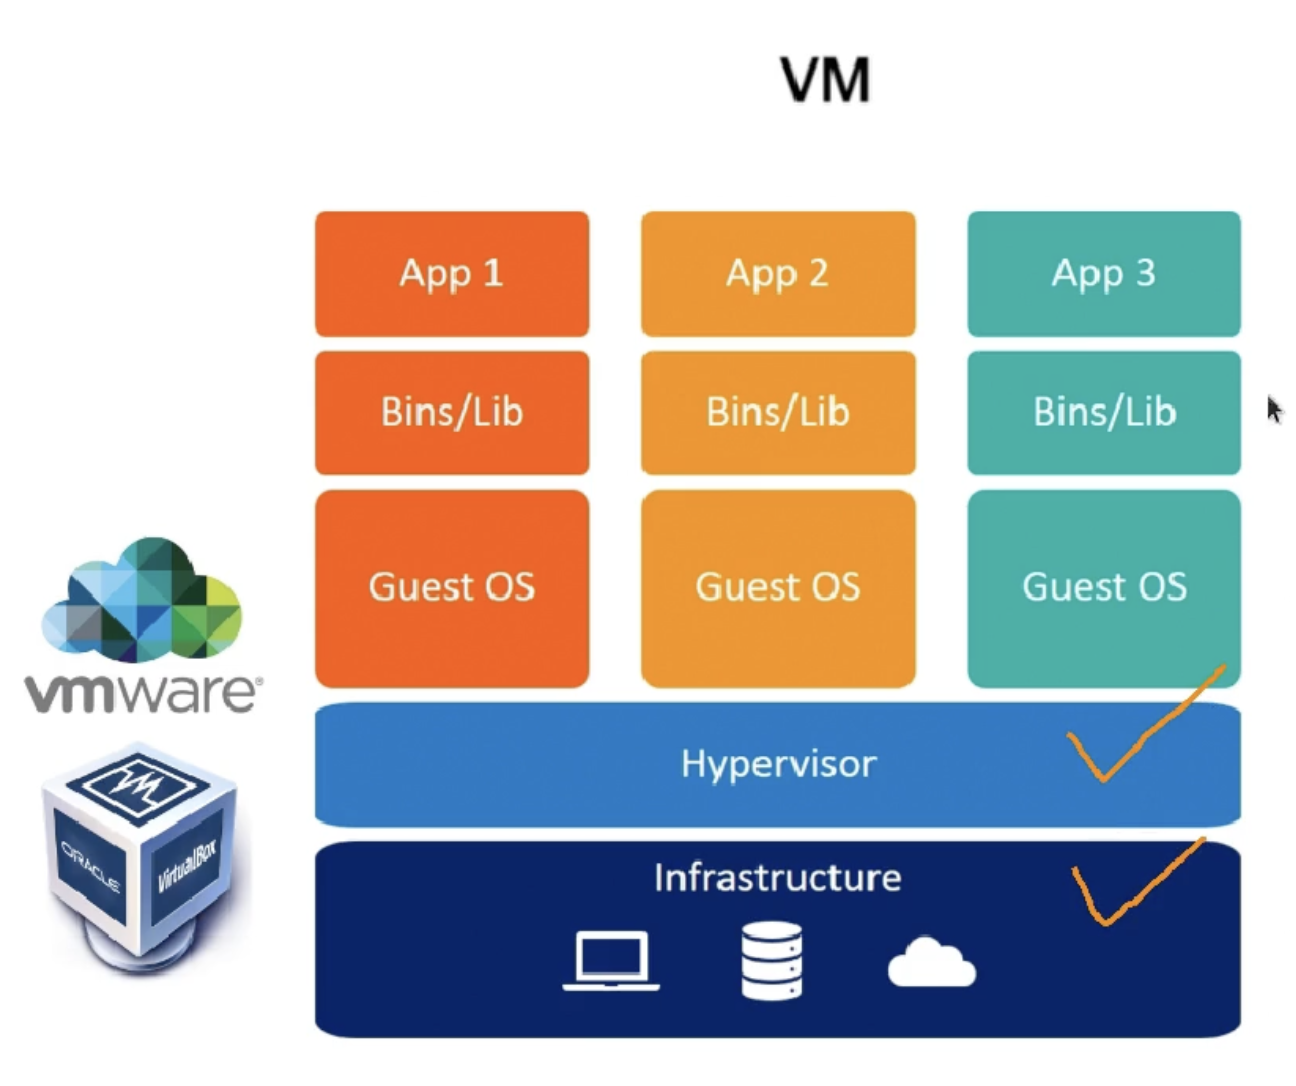 VM
App 1
App 2
App 3
Bins/Lib
Bins/Lib
Bins/Lib
Guest OS
Guest OS
Guest OS
vmware®
Hypervisor
ORACLE
VirtualBox
Infrastructure